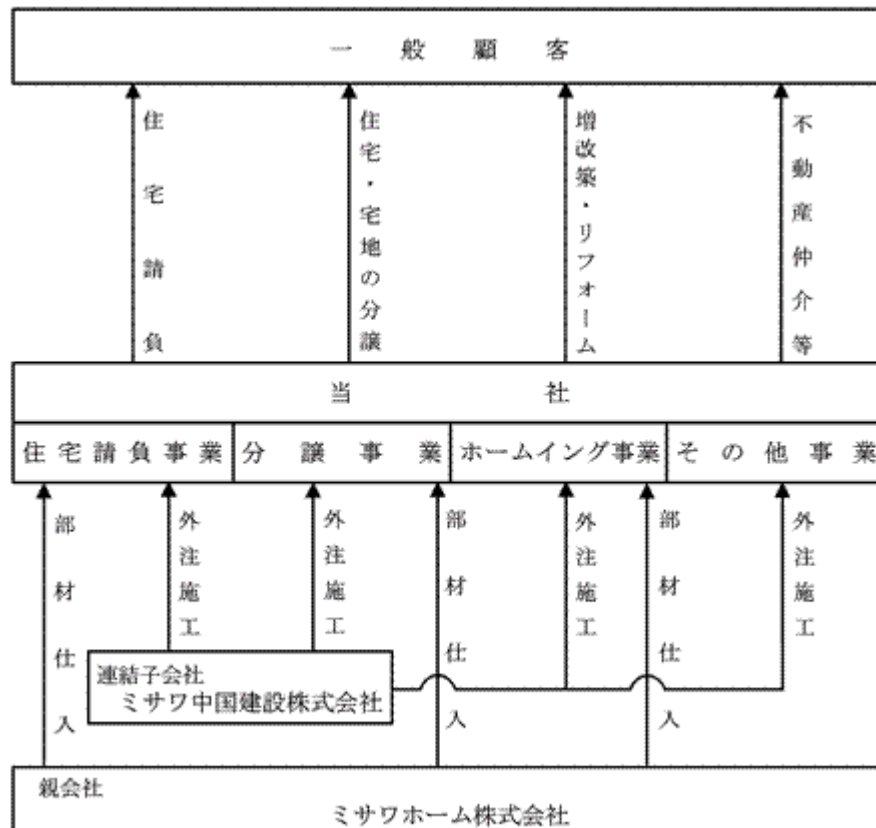 一般顧客
住宅請負
住宅・宅地の分譲
増改築・リフォーム
不動産仲介等
当社
住宅請負事業
分譲事業
ホームイング事業
その他事業
部材仕入
外注施工
外注施工
部材仕入
外注施工
部材仕入
外注施工
連結子会社
ミサワ中国建設株式会社
親会社
ミサワホーム株式会社